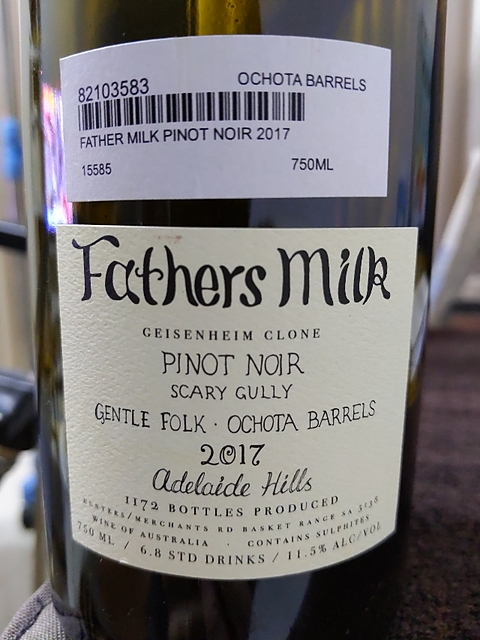 82103583 OCHOTA BARRELS
FATHER MILK PINOT NOIR 2017
15585 750ML
Fathers Milk
GEISENHEIM CLONE
PINOT NOIR
SCARY GULLY
GENTLE FOLK · OCHOTA BARRELS
2017
Adelaide Hills
1172 BOTTLES PRODUCED
HUNTERS/MERCHANTS RD BASKET RANGE SA 5138
WINE OF AUSTRALIA · CONTAINS SULPHITES
750 ML / 6.8 STD DRINKS / 11.5% ALC/VOL